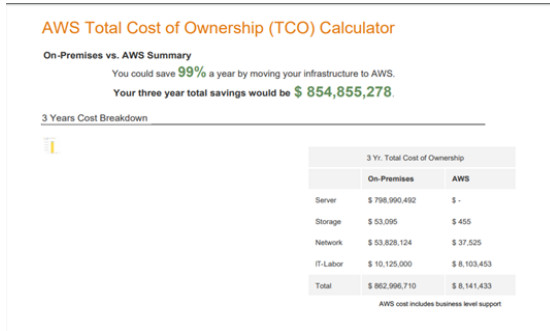 AWS Total Cost of Ownership (TCO) Calculator
On-Premises vs. AWS Summary
You could save 99% a year by moving your infrastructure to AWS.
Your three year total savings would be $ 854,855,278.
3 Years Cost Breakdown
3 Yr. Total Cost of Ownership
On-Premises AWS
Server $ 798,990,492 $ -
Storage $ 53,095 $ 455
Network $ 53,828,124 $ 37,525
IT-Labor $ 10,125,000 $ 8,103,453
Total $ 862,996,710 $ 8,141,433
AWS cost includes business level support